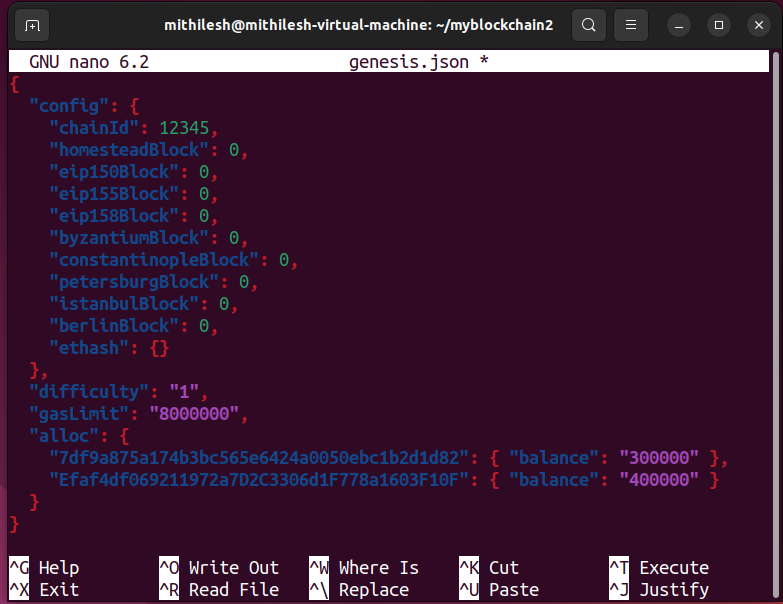 mithilesh@mithilesh-virtual-machine: ~/myblockchain2
GNU nano 6.2 genesis.json *
{
  "config": {
    "chainId": 12345,
    "homesteadBlock": 0,
    "eip150Block": 0,
    "eip155Block": 0,
    "eip158Block": 0,
    "byzantiumBlock": 0,
    "constantinopleBlock": 0,
    "petersburgBlock": 0,
    "istanbulBlock": 0,
    "berlinBlock": 0,
    "ethash": {}
  },
  "difficulty": "1",
  "gasLimit": "8000000",
  "alloc": {
    "7df9a875a174b3bc565e6424a0050ebc1b2d1d82": { "balance": "300000" },
    "Efaf4df069211972a7D2C3306d1F778a1603F10F": { "balance": "400000" }
  }
}
^G Help ^O Write Out ^W Where Is ^K Cut ^T Execute
^X Exit ^R Read File ^\ Replace ^U Paste ^J Justify